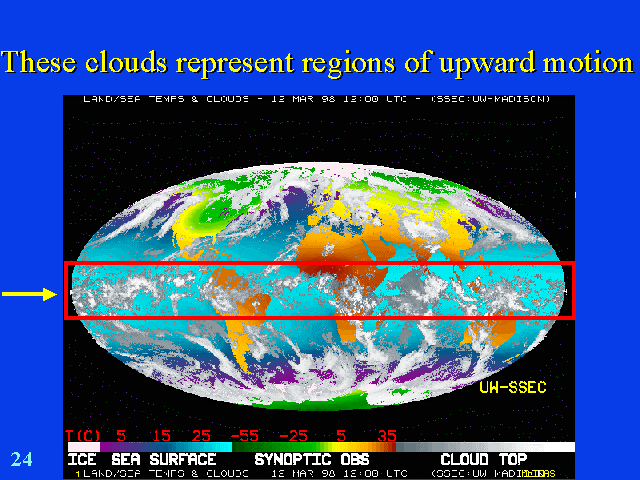 These clouds represent regions of upward motion
LAND/SEA TEMPS & CLOUDS - 12 MAR 98 12:00 UTC - (SSEC:UW-MADISON)
UW-SSEC
T(C) 5 15 25 -55 -25 5 35
ICE SEA SURFACE SYNOPTIC OBS CLOUD TOP
24
1 LAND/SEA TEMPS & CLOUDS 12 MAR 98 12:00 UTC (SSEC:UW